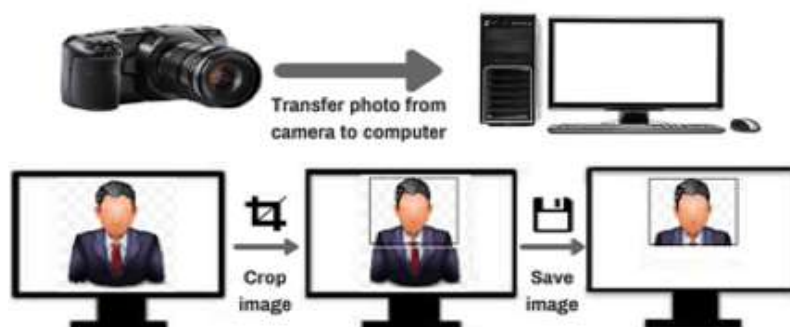 Transfer photo from
camera to computer
Crop
image
Save
image